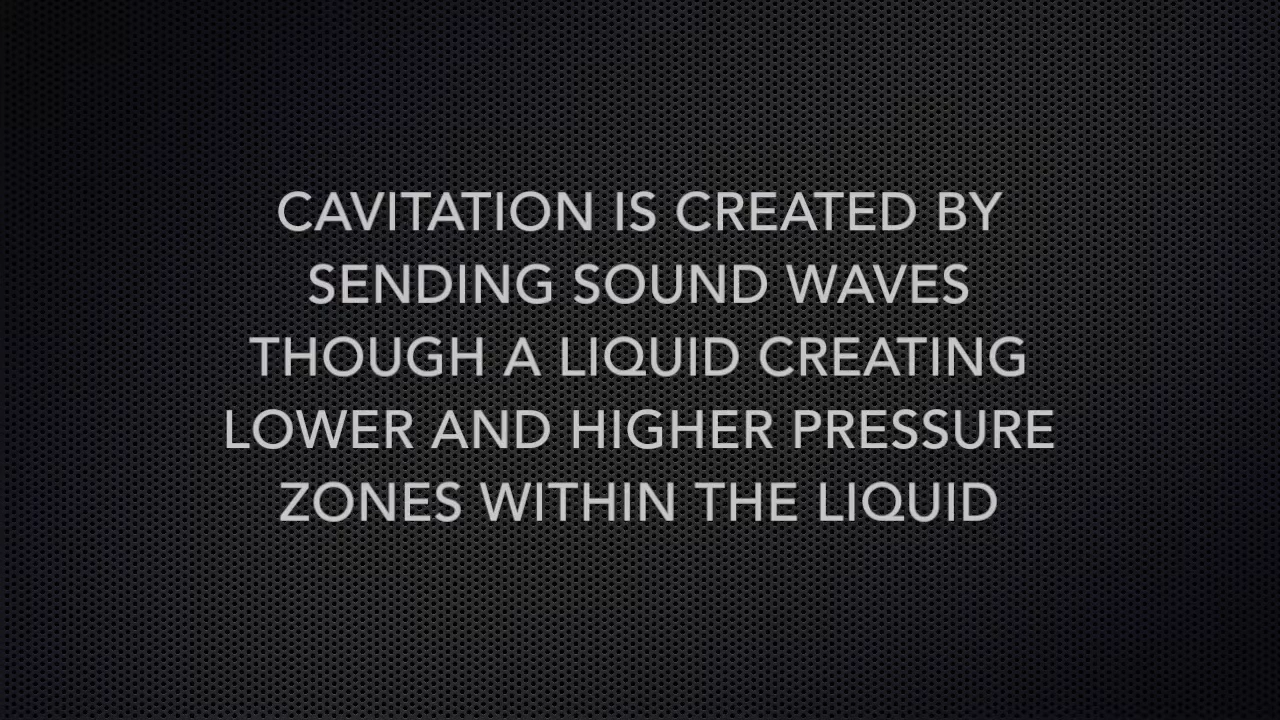 CAVITATION IS CREATED BY
SENDING SOUND WAVES
THOUGH A LIQUID CREATING
LOWER AND HIGHER PRESSURE
ZONES WITHIN THE LIQUID